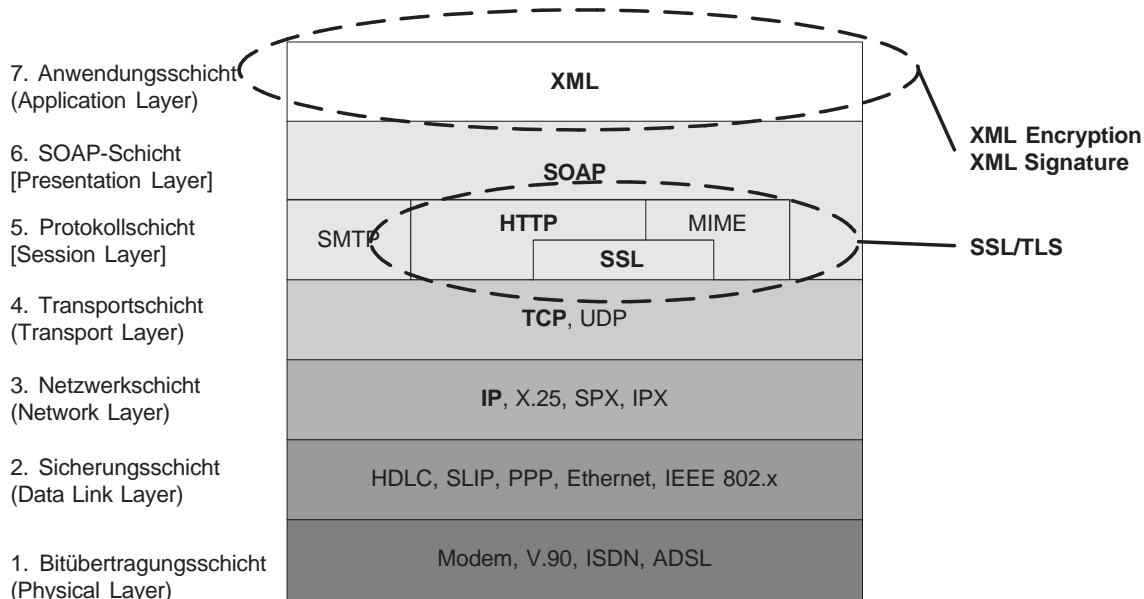 7. Anwendungsschicht
(Application Layer)
XML
XML Encryption
XML Signature
6. SOAP-Schicht
[Presentation Layer]
SOAP
5. Protokollschicht
[Session Layer]
SMTP
HTTP
MIME
SSL
SSL/TLS
4. Transportschicht
(Transport Layer)
TCP, UDP
3. Netzwerkschicht
(Network Layer)
IP, X.25, SPX, IPX
2. Sicherungsschicht
(Data Link Layer)
HDLC, SLIP, PPP, Ethernet, IEEE 802.x
1. Bitübertragungsschicht
(Physical Layer)
Modem, V.90, ISDN, ADSL